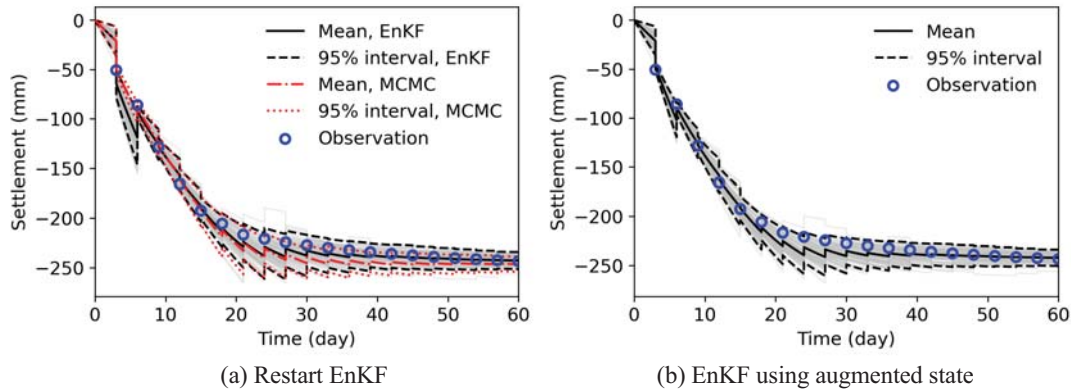 0
−50
−100
−150
−200
−250
Settlement (mm)
Mean, EnKF
95% interval, EnKF
Mean, MCMC
95% interval, MCMC
Observation
0 10 20 30 40 50 60
Time (day)
(a) Restart EnKF
0
−50
−100
−150
−200
−250
Settlement (mm)
Mean
95% interval
Observation
0 10 20 30 40 50 60
Time (day)
(b) EnKF using augmented state